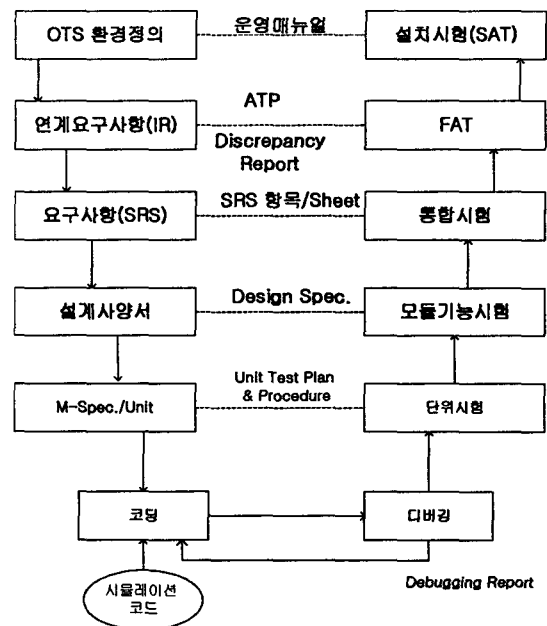 OTS 환경정의
운영매뉴얼
설치시험(SAT)
연계요구사항(IR)
ATP
Discrepancy
Report
FAT
요구사항(SRS)
SRS 항목/Sheet
통합시험
설계사양서
Design Spec.
모듈기능시험
M-Spec./Unit
Unit Test Plan
& Procedure
단위시험
코딩
디버깅
시뮬레이션
코드
Debugging Report